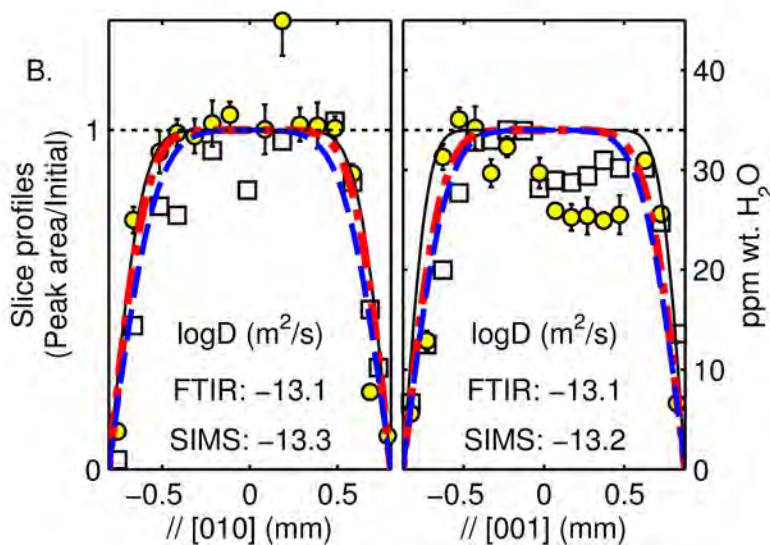 B.
Slice profiles
(Peak area/Initial)
1
0
logD (m²/s)
FTIR: −13.1
SIMS: −13.3
−0.5 0 0.5
// [010] (mm)
logD (m²/s)
FTIR: −13.1
SIMS: −13.2
−0.5 0 0.5
// [001] (mm)
40
30
20
10
0
ppm wt. H₂O